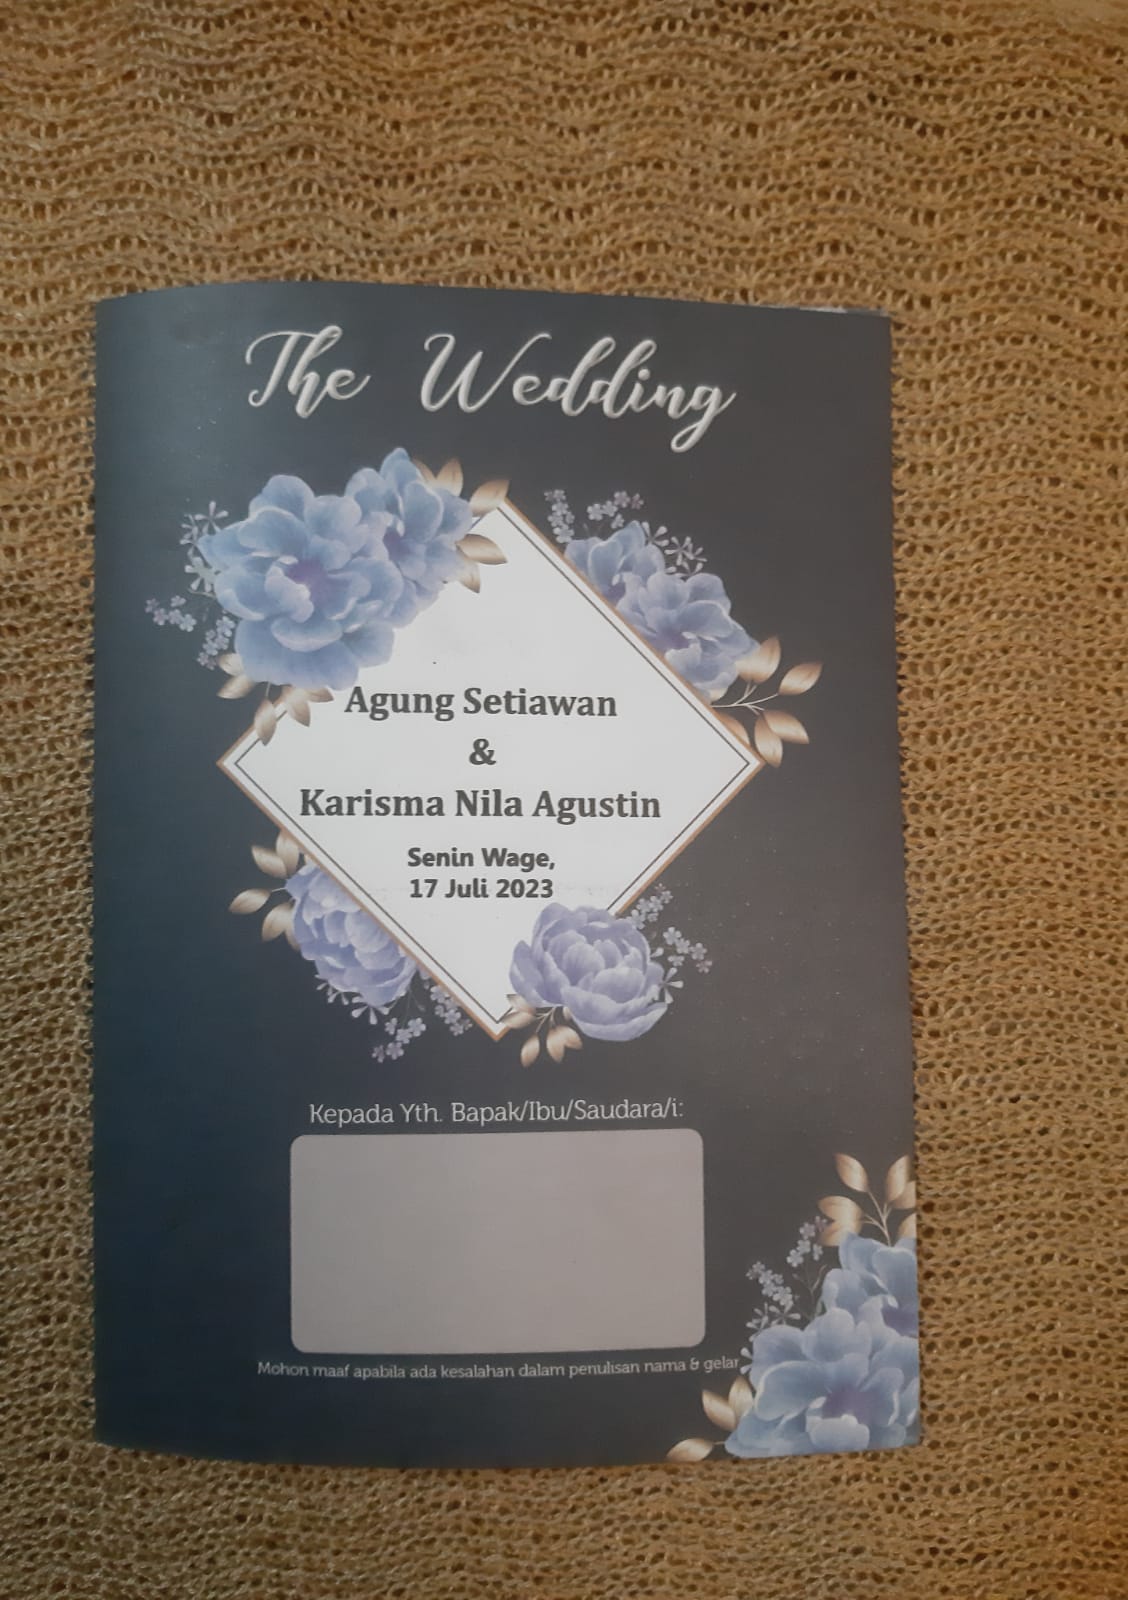 The Wedding
Agung Setiawan
&
Karisma Nila Agustin
Senin Wage,
17 Juli 2023
Kepada Yth. Bapak/Ibu/Saudara/i:
Mohon maaf apabila ada kesalahan dalam penulisan nama & gelar